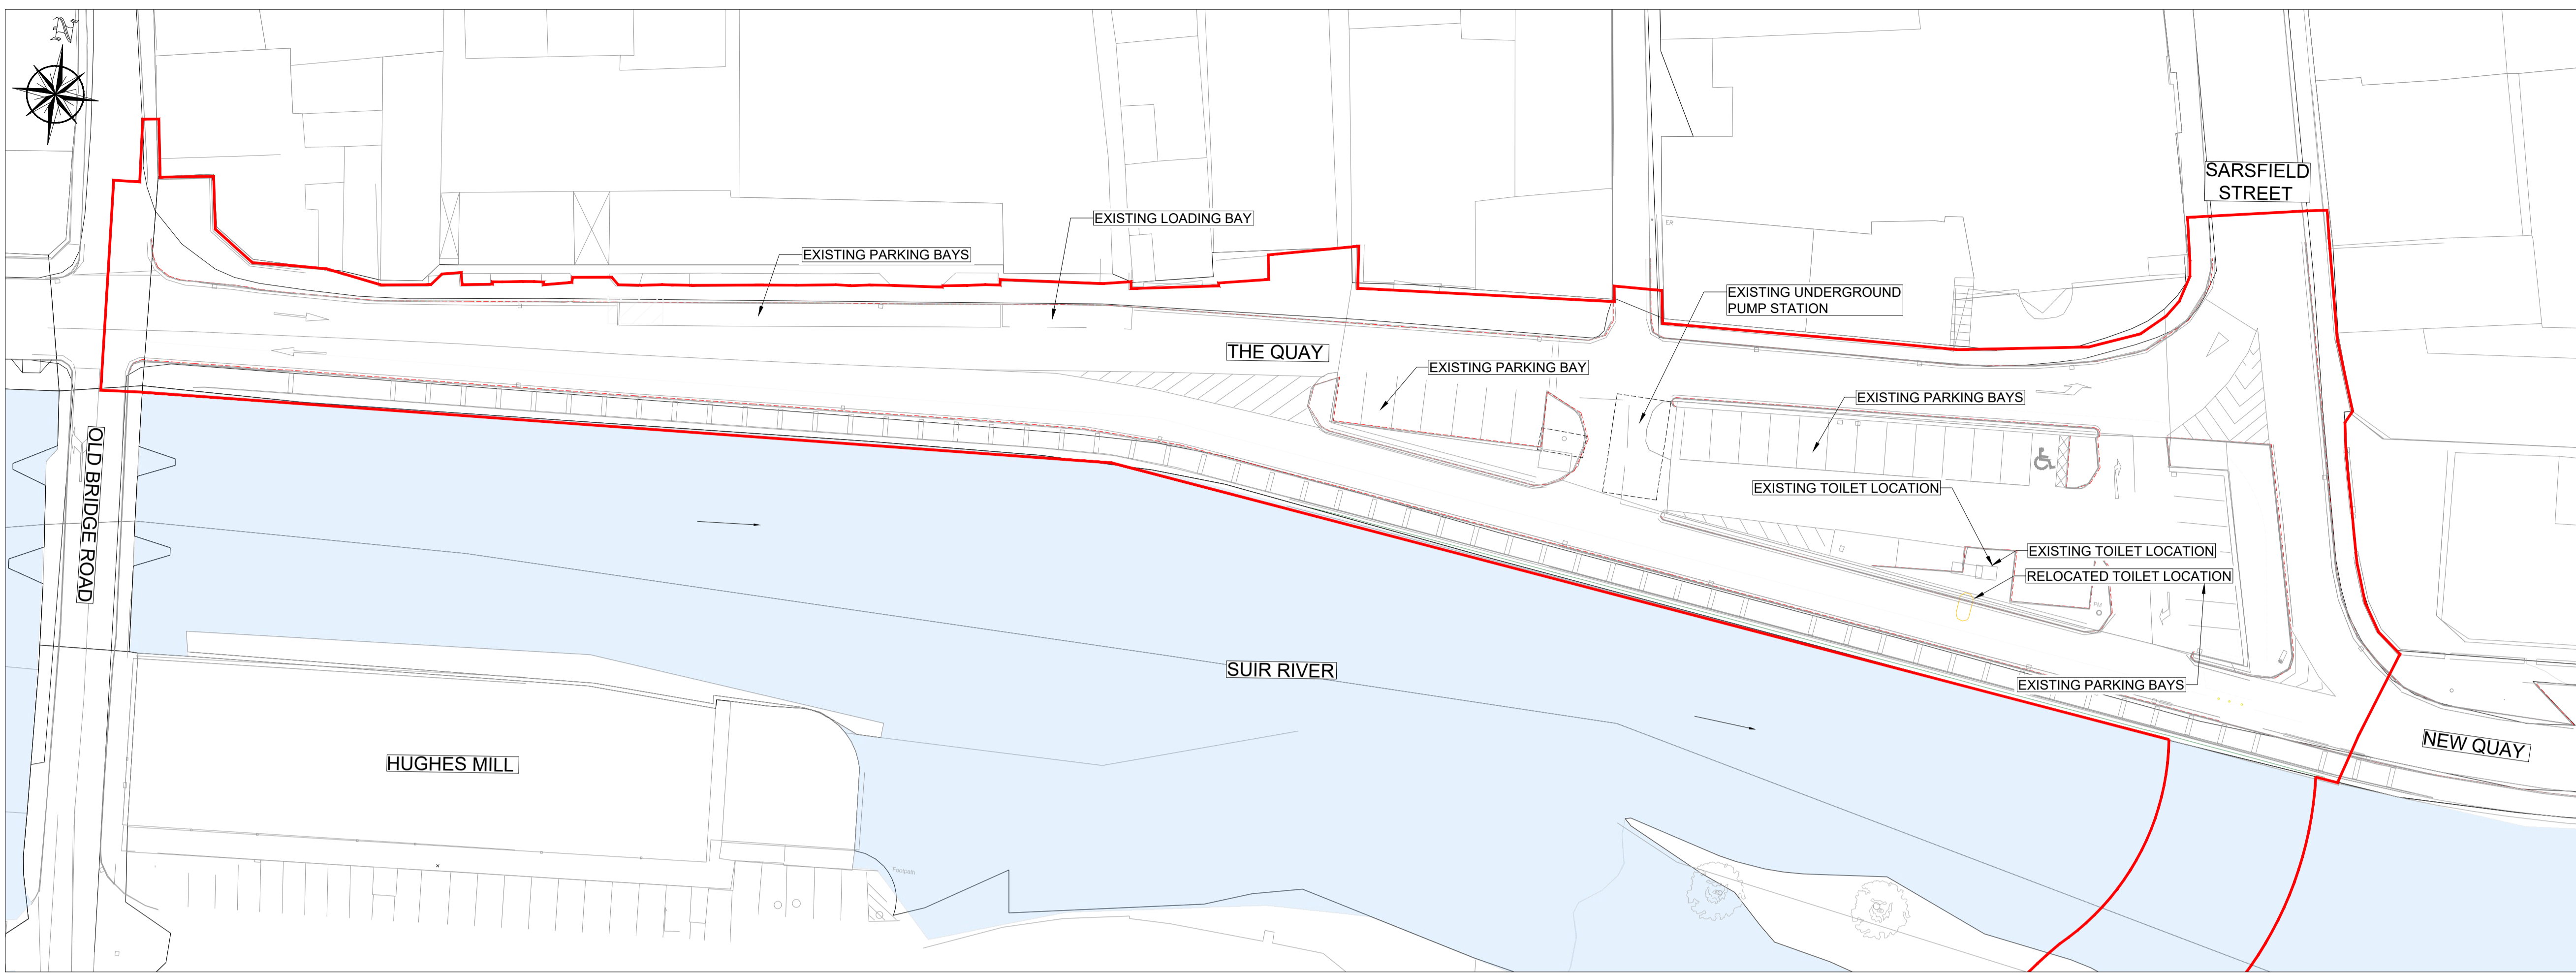 N
SARSFIELD
STREET
EXISTING LOADING BAY
ER
EXISTING PARKING BAYS
EXISTING UNDERGROUND
PUMP STATION
THE QUAY
EXISTING PARKING BAY
EXISTING PARKING BAYS
OLD BRIDGE ROAD
EXISTING TOILET LOCATION
EXISTING TOILET LOCATION
RELOCATED TOILET LOCATION
SUIR RIVER
EXISTING PARKING BAYS
NEW QUAY
HUGHES MILL
Footpath